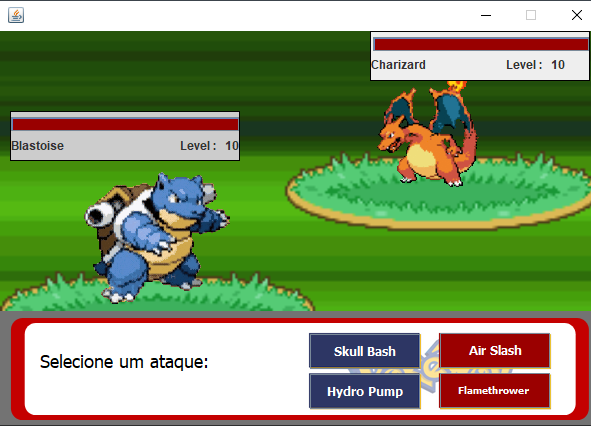 Charizard Level : 10
Blastoise Level : 10
Selecione um ataque:
Skull Bash
Air Slash
Hydro Pump
Flamethrower